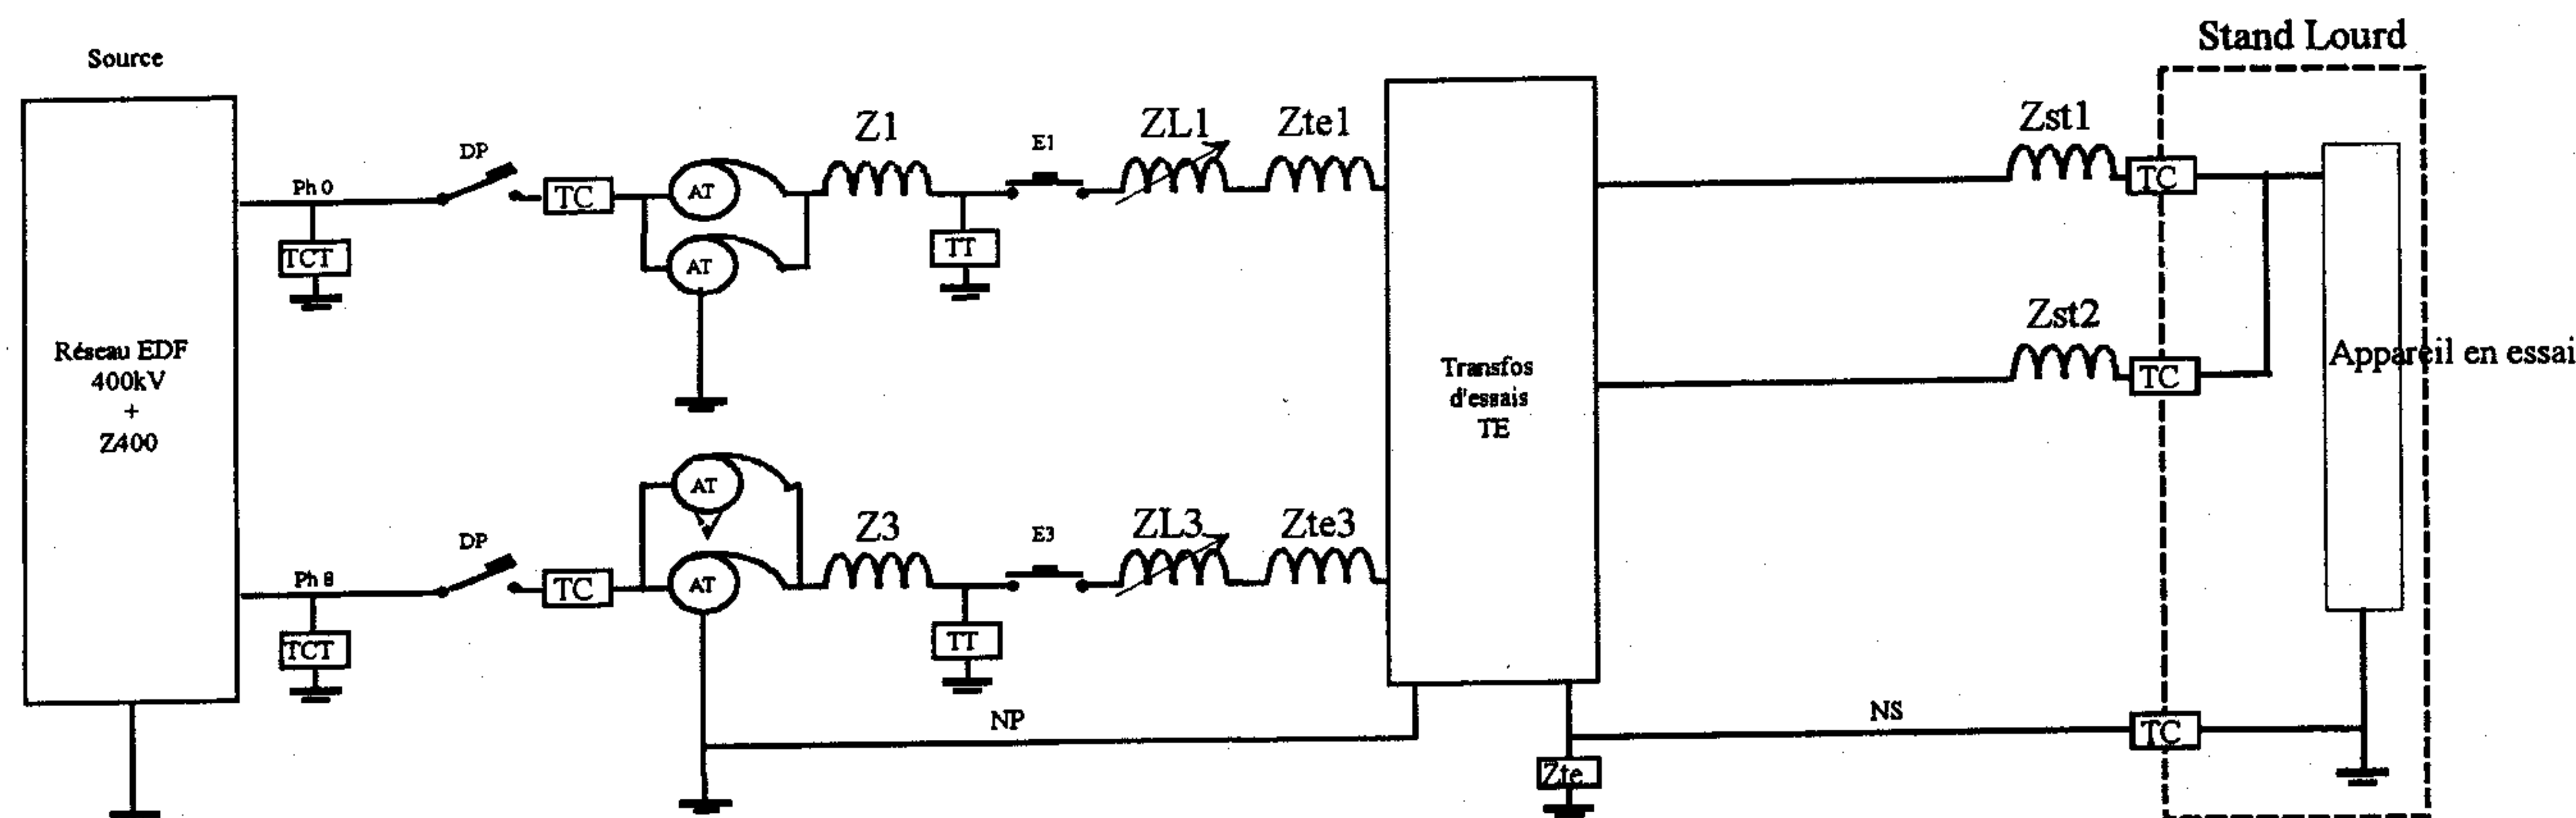 Stand Lourd
Source
Z1
E1
ZL1
Zte1
Zst1
DP
Ph 0
TC
AT
TC
TCT
AT
TT
Zst2
Réseau EDF
400kV
+
Z400
Transfos
d'essais
TE
Appareil en essai
TC
AT
Z3
E3
ZL3
Zte3
DP
Ph 8
TC
AT
TCT
TT
NP
NS
TC
Zte